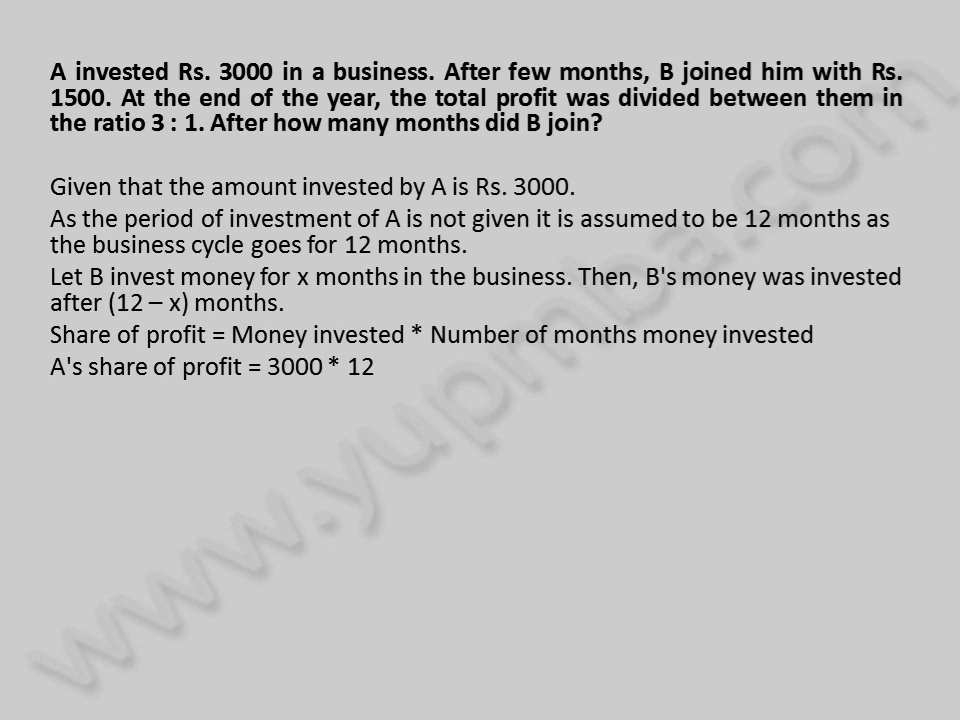 A invested Rs. 3000 in a business. After few months, B joined him with Rs.
1500. At the end of the year, the total profit was divided between them in
the ratio 3 : 1. After how many months did B join?
Given that the amount invested by A is Rs. 3000.
As the period of investment of A is not given it is assumed to be 12 months as
the business cycle goes for 12 months.
Let B invest money for x months in the business. Then, B's money was invested
after (12 – x) months.
Share of profit = Money invested * Number of months money invested
A's share of profit = 3000 * 12
www.yupmba.com